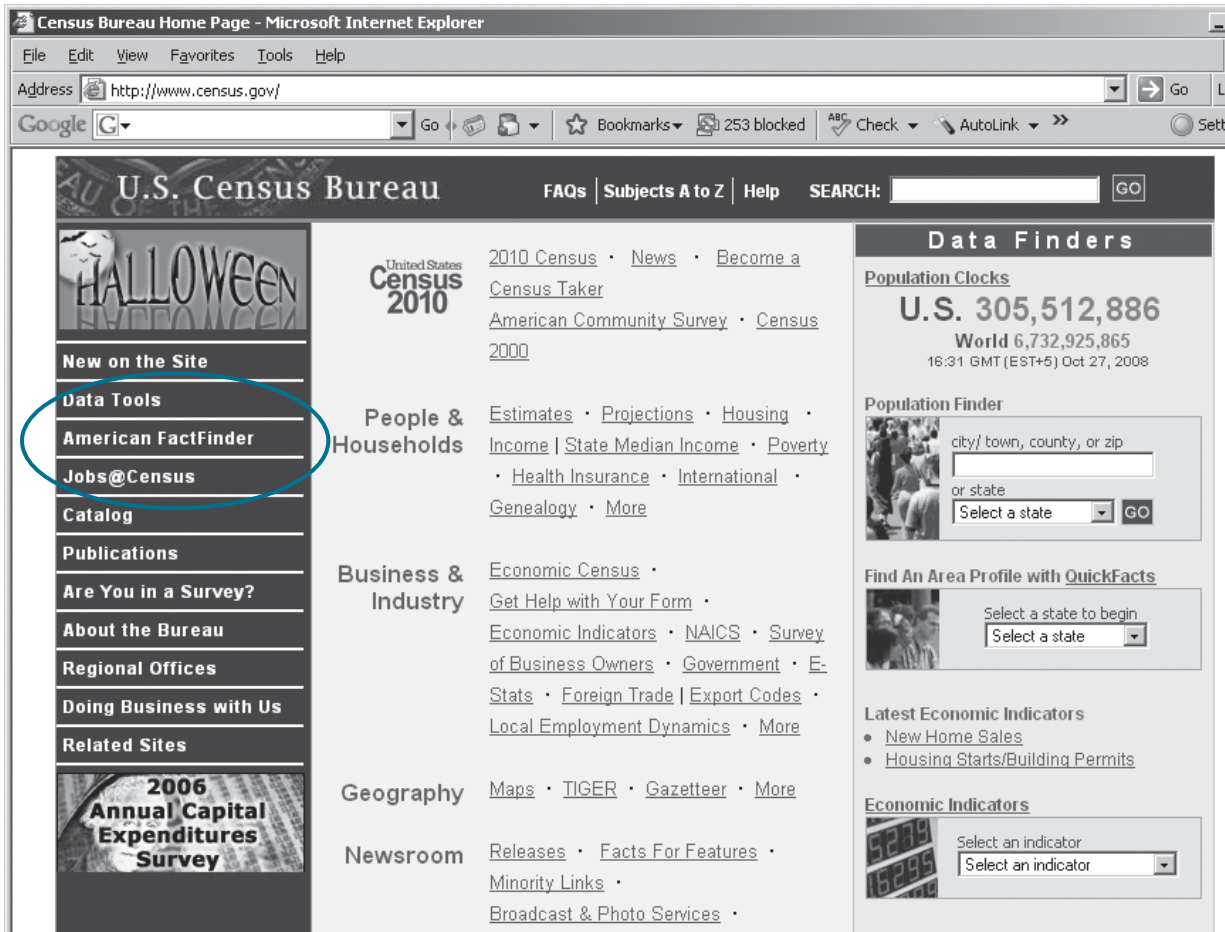 Census Bureau Home Page - Microsoft Internet Explorer
File Edit View Favorites Tools Help
Address http://www.census.gov/ Go L
Google G Go Bookmarks 253 blocked ABC Check AutoLink » Sett
U.S. Census Bureau FAQs | Subjects A to Z | Help SEARCH: GO
HALLOWEEN
New on the Site
Data Tools
American FactFinder
Jobs@Census
Catalog
Publications
Are You in a Survey?
About the Bureau
Regional Offices
Doing Business with Us
Related Sites
2006
Annual Capital
Expenditures
Survey
United States
Census
2010
2010 Census · News · Become a
Census Taker
American Community Survey · Census
2000
People &
Households
Estimates · Projections · Housing ·
Income | State Median Income · Poverty
· Health Insurance · International ·
Genealogy · More
Business &
Industry
Economic Census ·
Get Help with Your Form ·
Economic Indicators · NAICS · Survey
of Business Owners · Government · E-
Stats · Foreign Trade | Export Codes ·
Local Employment Dynamics · More
Geography
Maps · TIGER · Gazetteer · More
Newsroom
Releases · Facts For Features ·
Minority Links ·
Broadcast & Photo Services ·
Data Finders
Population Clocks
U.S. 305,512,886
World 6,732,925,865
16:31 GMT (EST+5) Oct 27, 2008
Population Finder
city/ town, county, or zip
or state
Select a state GO
Find An Area Profile with QuickFacts
Select a state to begin
Select a state
Latest Economic Indicators
• New Home Sales
• Housing Starts/Building Permits
Economic Indicators
Select an indicator
Select an indicator